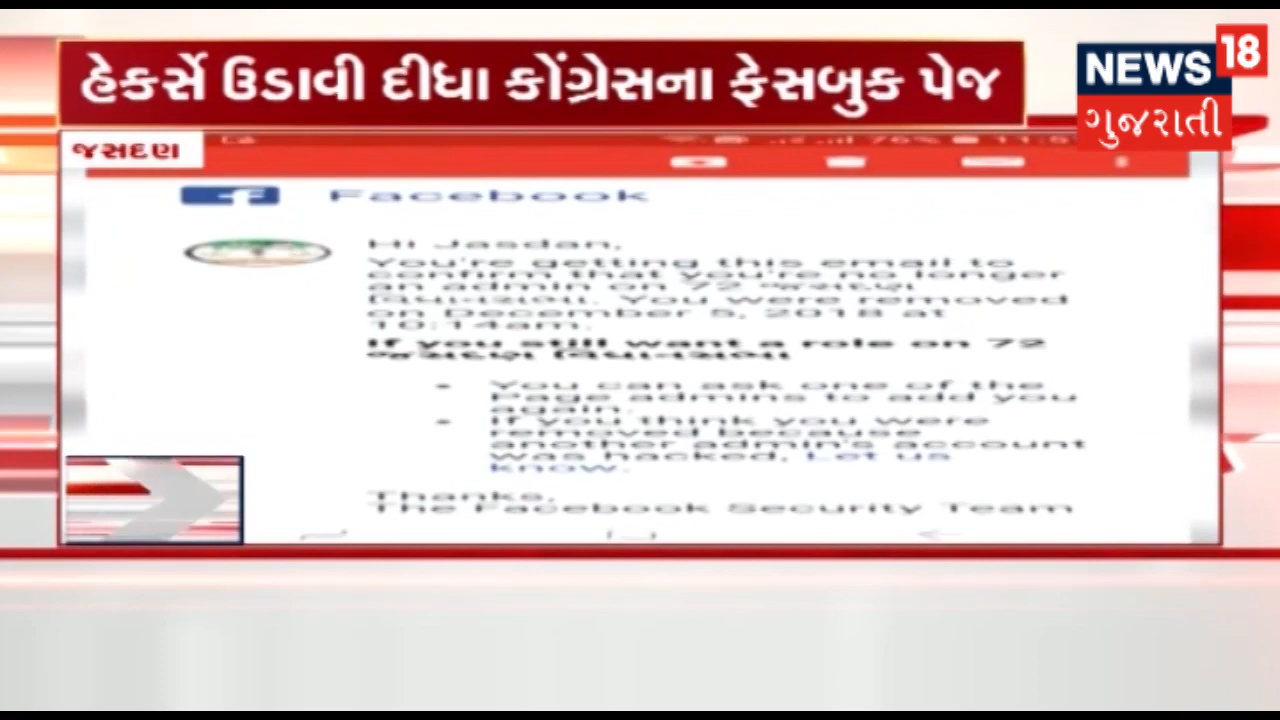 હેકર્સે ઉડાવી દીધા કોંગ્રેસના ફેસબુક પેજ
NEWS 18
ગુજરાતી
જસદણ
Facebook
Hi Jasdan,
You're getting this email to
confirm that you're no longer
an admin on 72 જસદણ
વિધાનસભા. You were removed
on December 5, 2018 at
10:14am.
If you still want a role on 72
જસદણ વિધાનસભા
- You can ask one of the
Page admins to add you
again.
- If you think you were
removed because
another admin's account
was hacked, Let us
know.
Thanks,
The Facebook Security Team